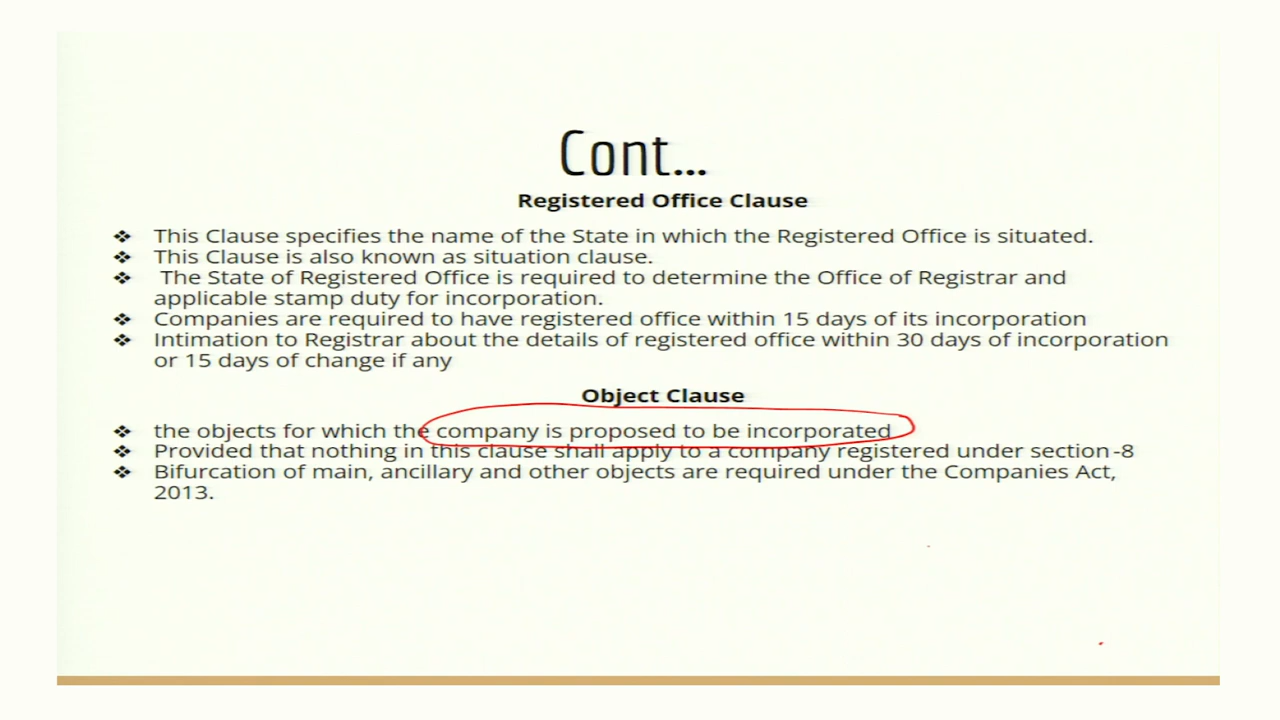 Cont...
Registered Office Clause
❖ This Clause specifies the name of the State in which the Registered Office is situated.
❖ This Clause is also known as situation clause.
❖ The State of Registered Office is required to determine the Office of Registrar and
applicable stamp duty for incorporation.
❖ Companies are required to have registered office within 15 days of its incorporation
❖ Intimation to Registrar about the details of registered office within 30 days of incorporation
or 15 days of change if any
Object Clause
❖ the objects for which the company is proposed to be incorporated
❖ Provided that nothing in this clause shall apply to a company registered under section-8
❖ Bifurcation of main, ancillary and other objects are required under the Companies Act,
2013.